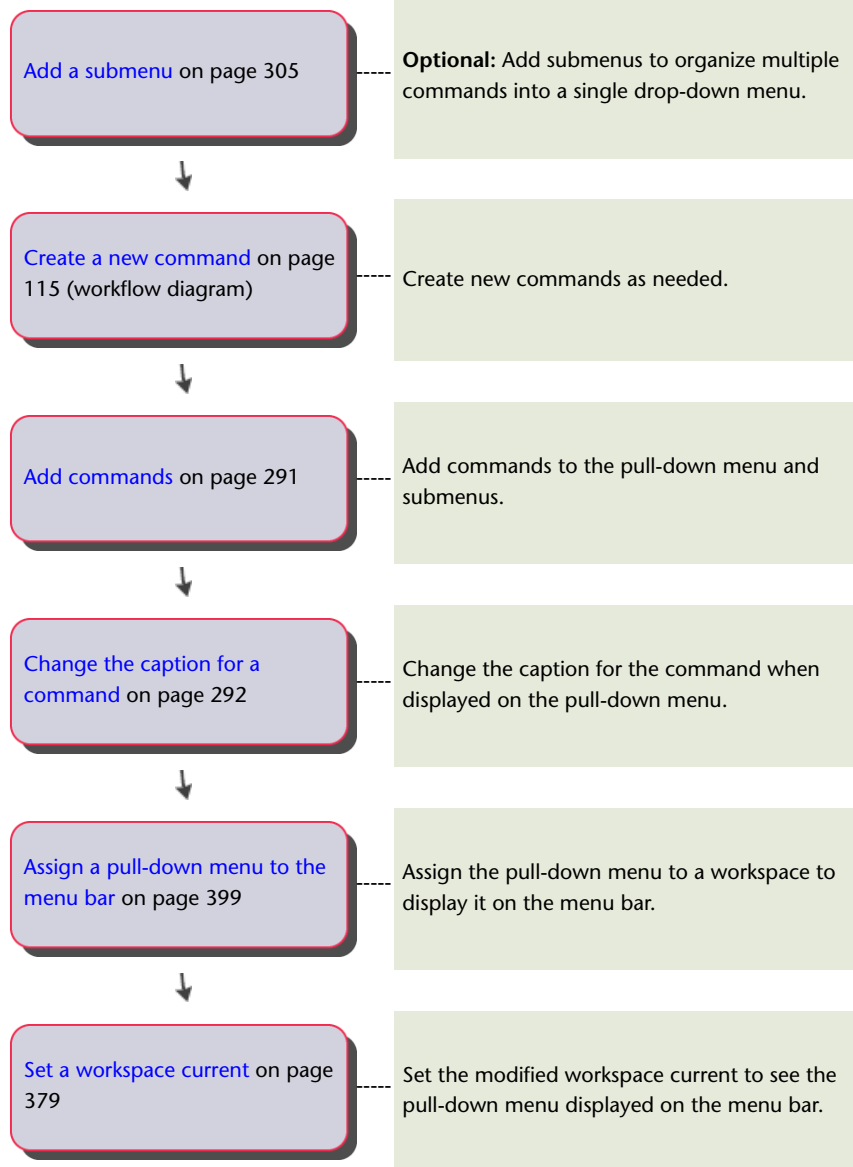 Add a submenu on page 305
Optional: Add submenus to organize multiple
commands into a single drop-down menu.
Create a new command on page
115 (workflow diagram)
Create new commands as needed.
Add commands on page 291
Add commands to the pull-down menu and
submenus.
Change the caption for a
command on page 292
Change the caption for the command when
displayed on the pull-down menu.
Assign a pull-down menu to the
menu bar on page 399
Assign the pull-down menu to a workspace to
display it on the menu bar.
Set a workspace current on page
379
Set the modified workspace current to see the
pull-down menu displayed on the menu bar.